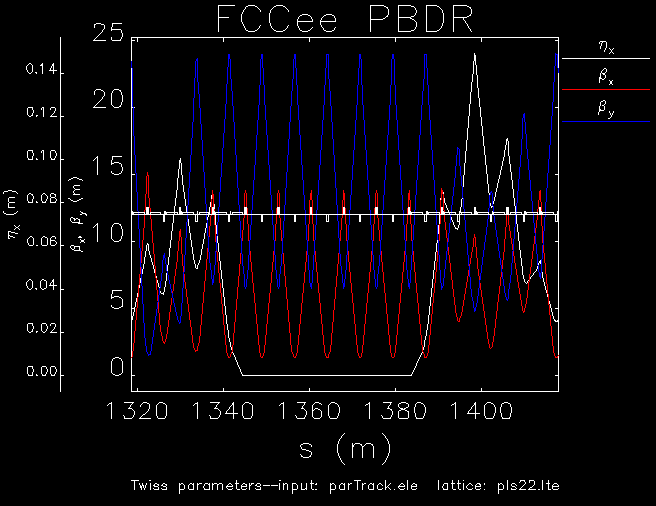 FCCee PBDR
25
20
15
10
5
0
0.14
0.12
0.10
0.08
0.06
0.04
0.02
0.00
ηx (m)
βx, βy (m)
ηx
βx
βy
1320 1340 1360 1380 1400
s (m)
Twiss parameters--input: parTrack.ele lattice: pls22.lte